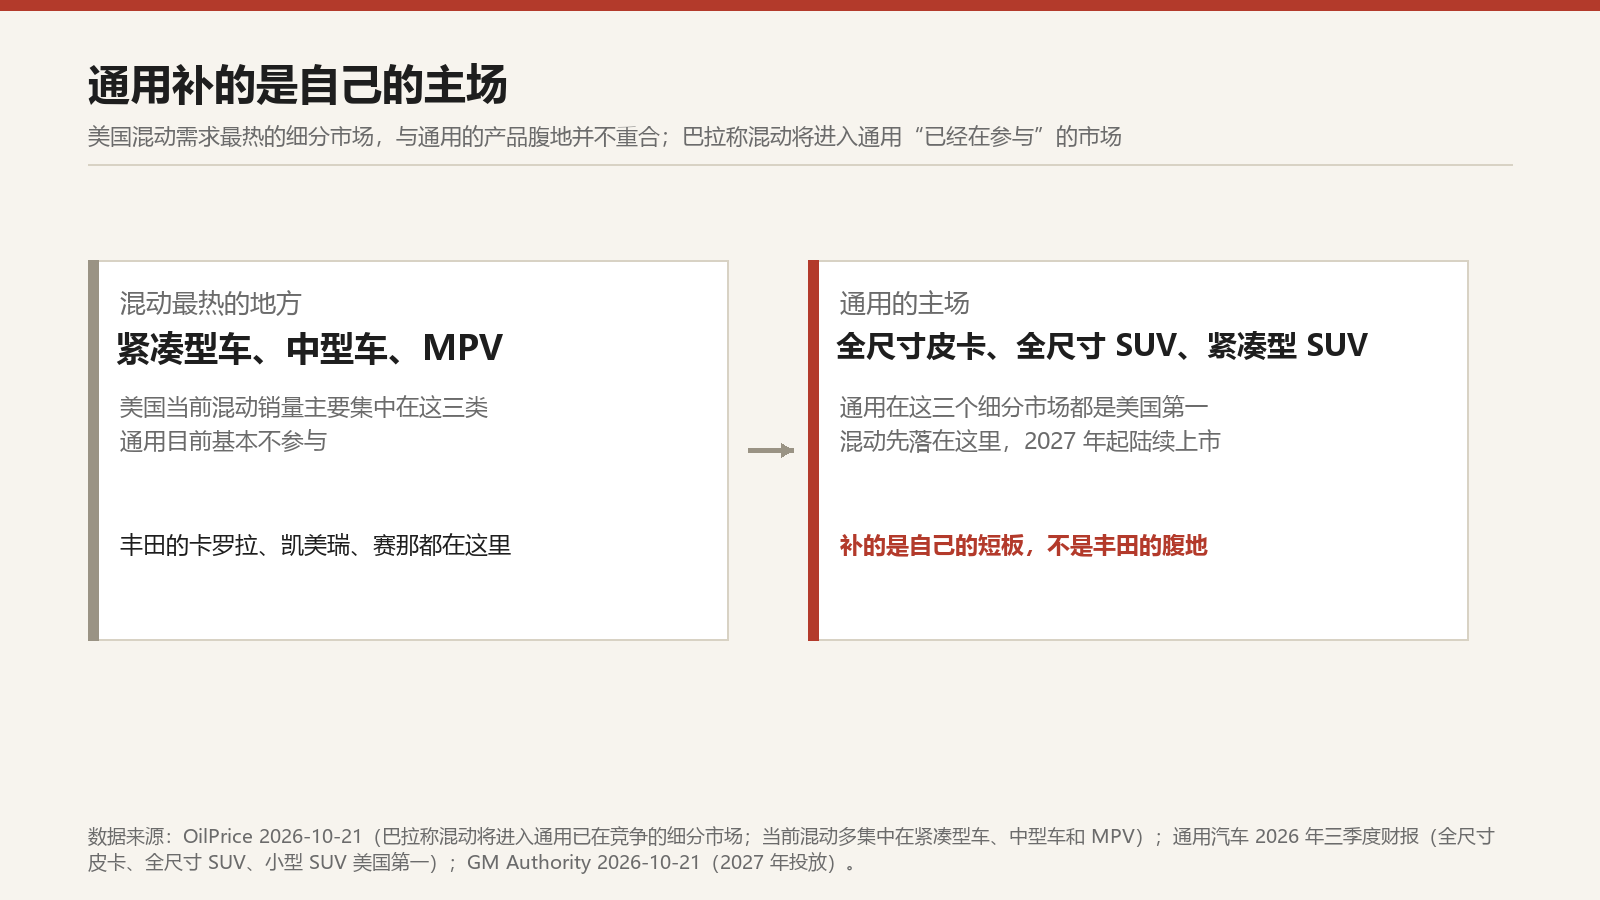 通用补的是自己的主场
美国混动需求最热的细分市场，与通用的产品腹地并不重合；巴拉称混动将进入通用“已经在参与”的市场
混动最热的地方
紧凑型车、中型车、MPV
美国当前混动销量主要集中在这三类
通用目前基本不参与
丰田的卡罗拉、凯美瑞、赛那都在这里
通用的主场
全尺寸皮卡、全尺寸 SUV、紧凑型 SUV
通用在这三个细分市场都是美国第一
混动先落在这里，2027 年起陆续上市
补的是自己的短板，不是丰田的腹地
数据来源：OilPrice 2026-10-21（巴拉称混动将进入通用已在竞争的细分市场；当前混动多集中在紧凑型车、中型车和 MPV）；通用汽车 2026 年三季度财报（全尺寸
皮卡、全尺寸 SUV、小型 SUV 美国第一）；GM Authority 2026-10-21（2027 年投放）。